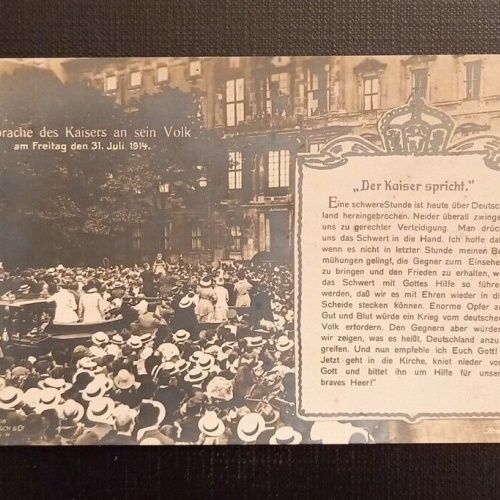 prache des Kaisers an sein Volk
am Freitag den 31. Juli 1914.
„Der Kaiser spricht."
Eine schwereStunde ist heute über Deutsch
land hereingebrochen. Neider überall zwinge
uns zu gerechter Verteidigung. Man drüc
uns das Schwert in die Hand. Ich hoffe daß
wenn es nicht in letzter Stunde meinen Be
mühungen gelingt, die Gegner zum Einsehe
zu bringen und den Frieden zu erhalten, w
das Schwert mit Gottes Hilfe so führe
werden, daß wir es mit Ehren wieder in d
Scheide stecken können. Enorme Opfer a
Gut und Blut würde ein Krieg vom deutsche
Volk erfordern. Den Gegnern aber würde
wir zeigen, was es heißt, Deutschland anzu
greifen. Und nun empfehle ich Euch Gott!
Jetzt geht in die Kirche, kniet nieder vo
Gott und bittet ihn um Hilfe für unser
braves Heer!"